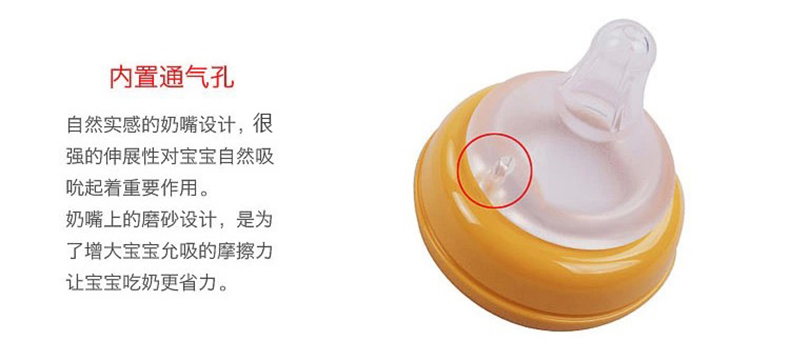 内置通气孔
自然实感的奶嘴设计，很
强的伸展性对宝宝自然吸
吮起着重要作用。
奶嘴上的磨砂设计，是为
了增大宝宝允吸的摩擦力
让宝宝吃奶更省力。